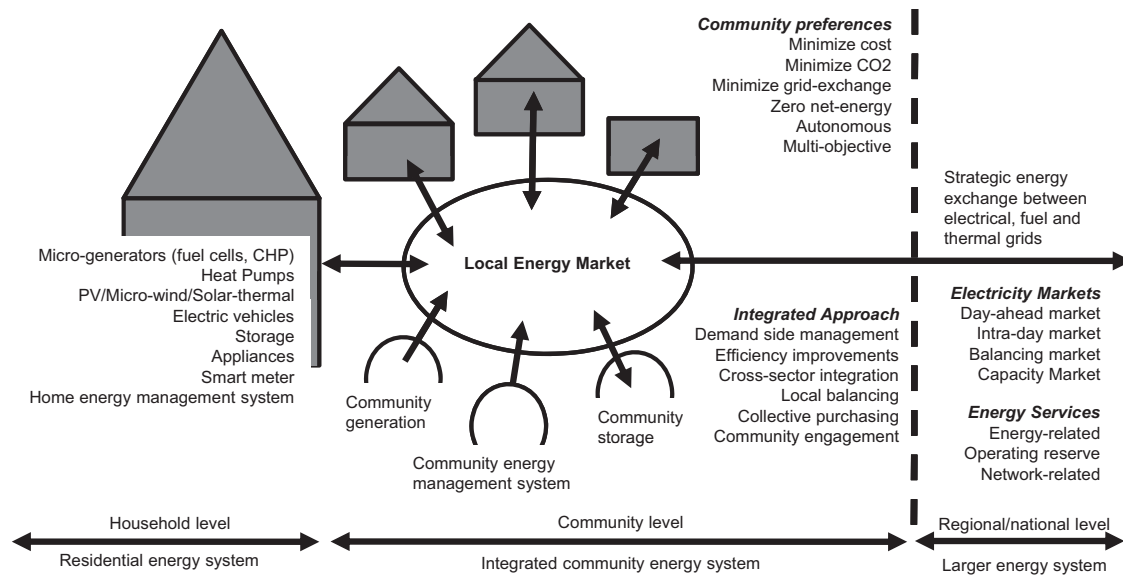 Community preferences
Minimize cost
Minimize CO2
Minimize grid-exchange
Zero net-energy
Autonomous
Multi-objective
Strategic energy
exchange between
electrical, fuel and
thermal grids
Micro-generators (fuel cells, CHP)
Heat Pumps
PV/Micro-wind/Solar-thermal
Electric vehicles
Storage
Appliances
Smart meter
Home energy management system
Local Energy Market
Integrated Approach
Demand side management
Efficiency improvements
Cross-sector integration
Local balancing
Collective purchasing
Community engagement
Electricity Markets
Day-ahead market
Intra-day market
Balancing market
Capacity Market
Energy Services
Energy-related
Operating reserve
Network-related
Community
generation
Community energy
management system
Community
storage
Household level
Residential energy system
Community level
Integrated community energy system
Regional/national level
Larger energy system